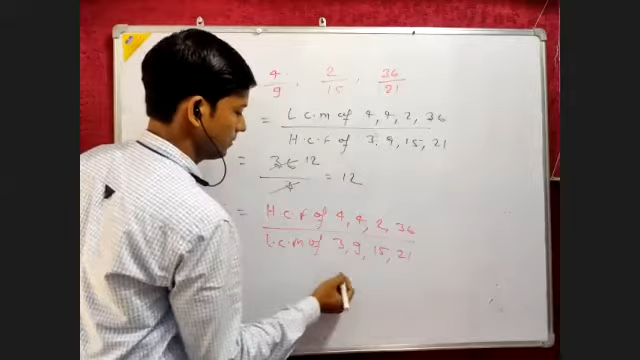 4/9, 2/15, 36/21
= L.C.M of 4, 4, 2, 36 / H.C.F of 3, 9, 15, 21
= 36 12 / 3 = 12
= H.C.F of 4, 4, 2, 36 / L.C.M of 3, 9, 15, 21